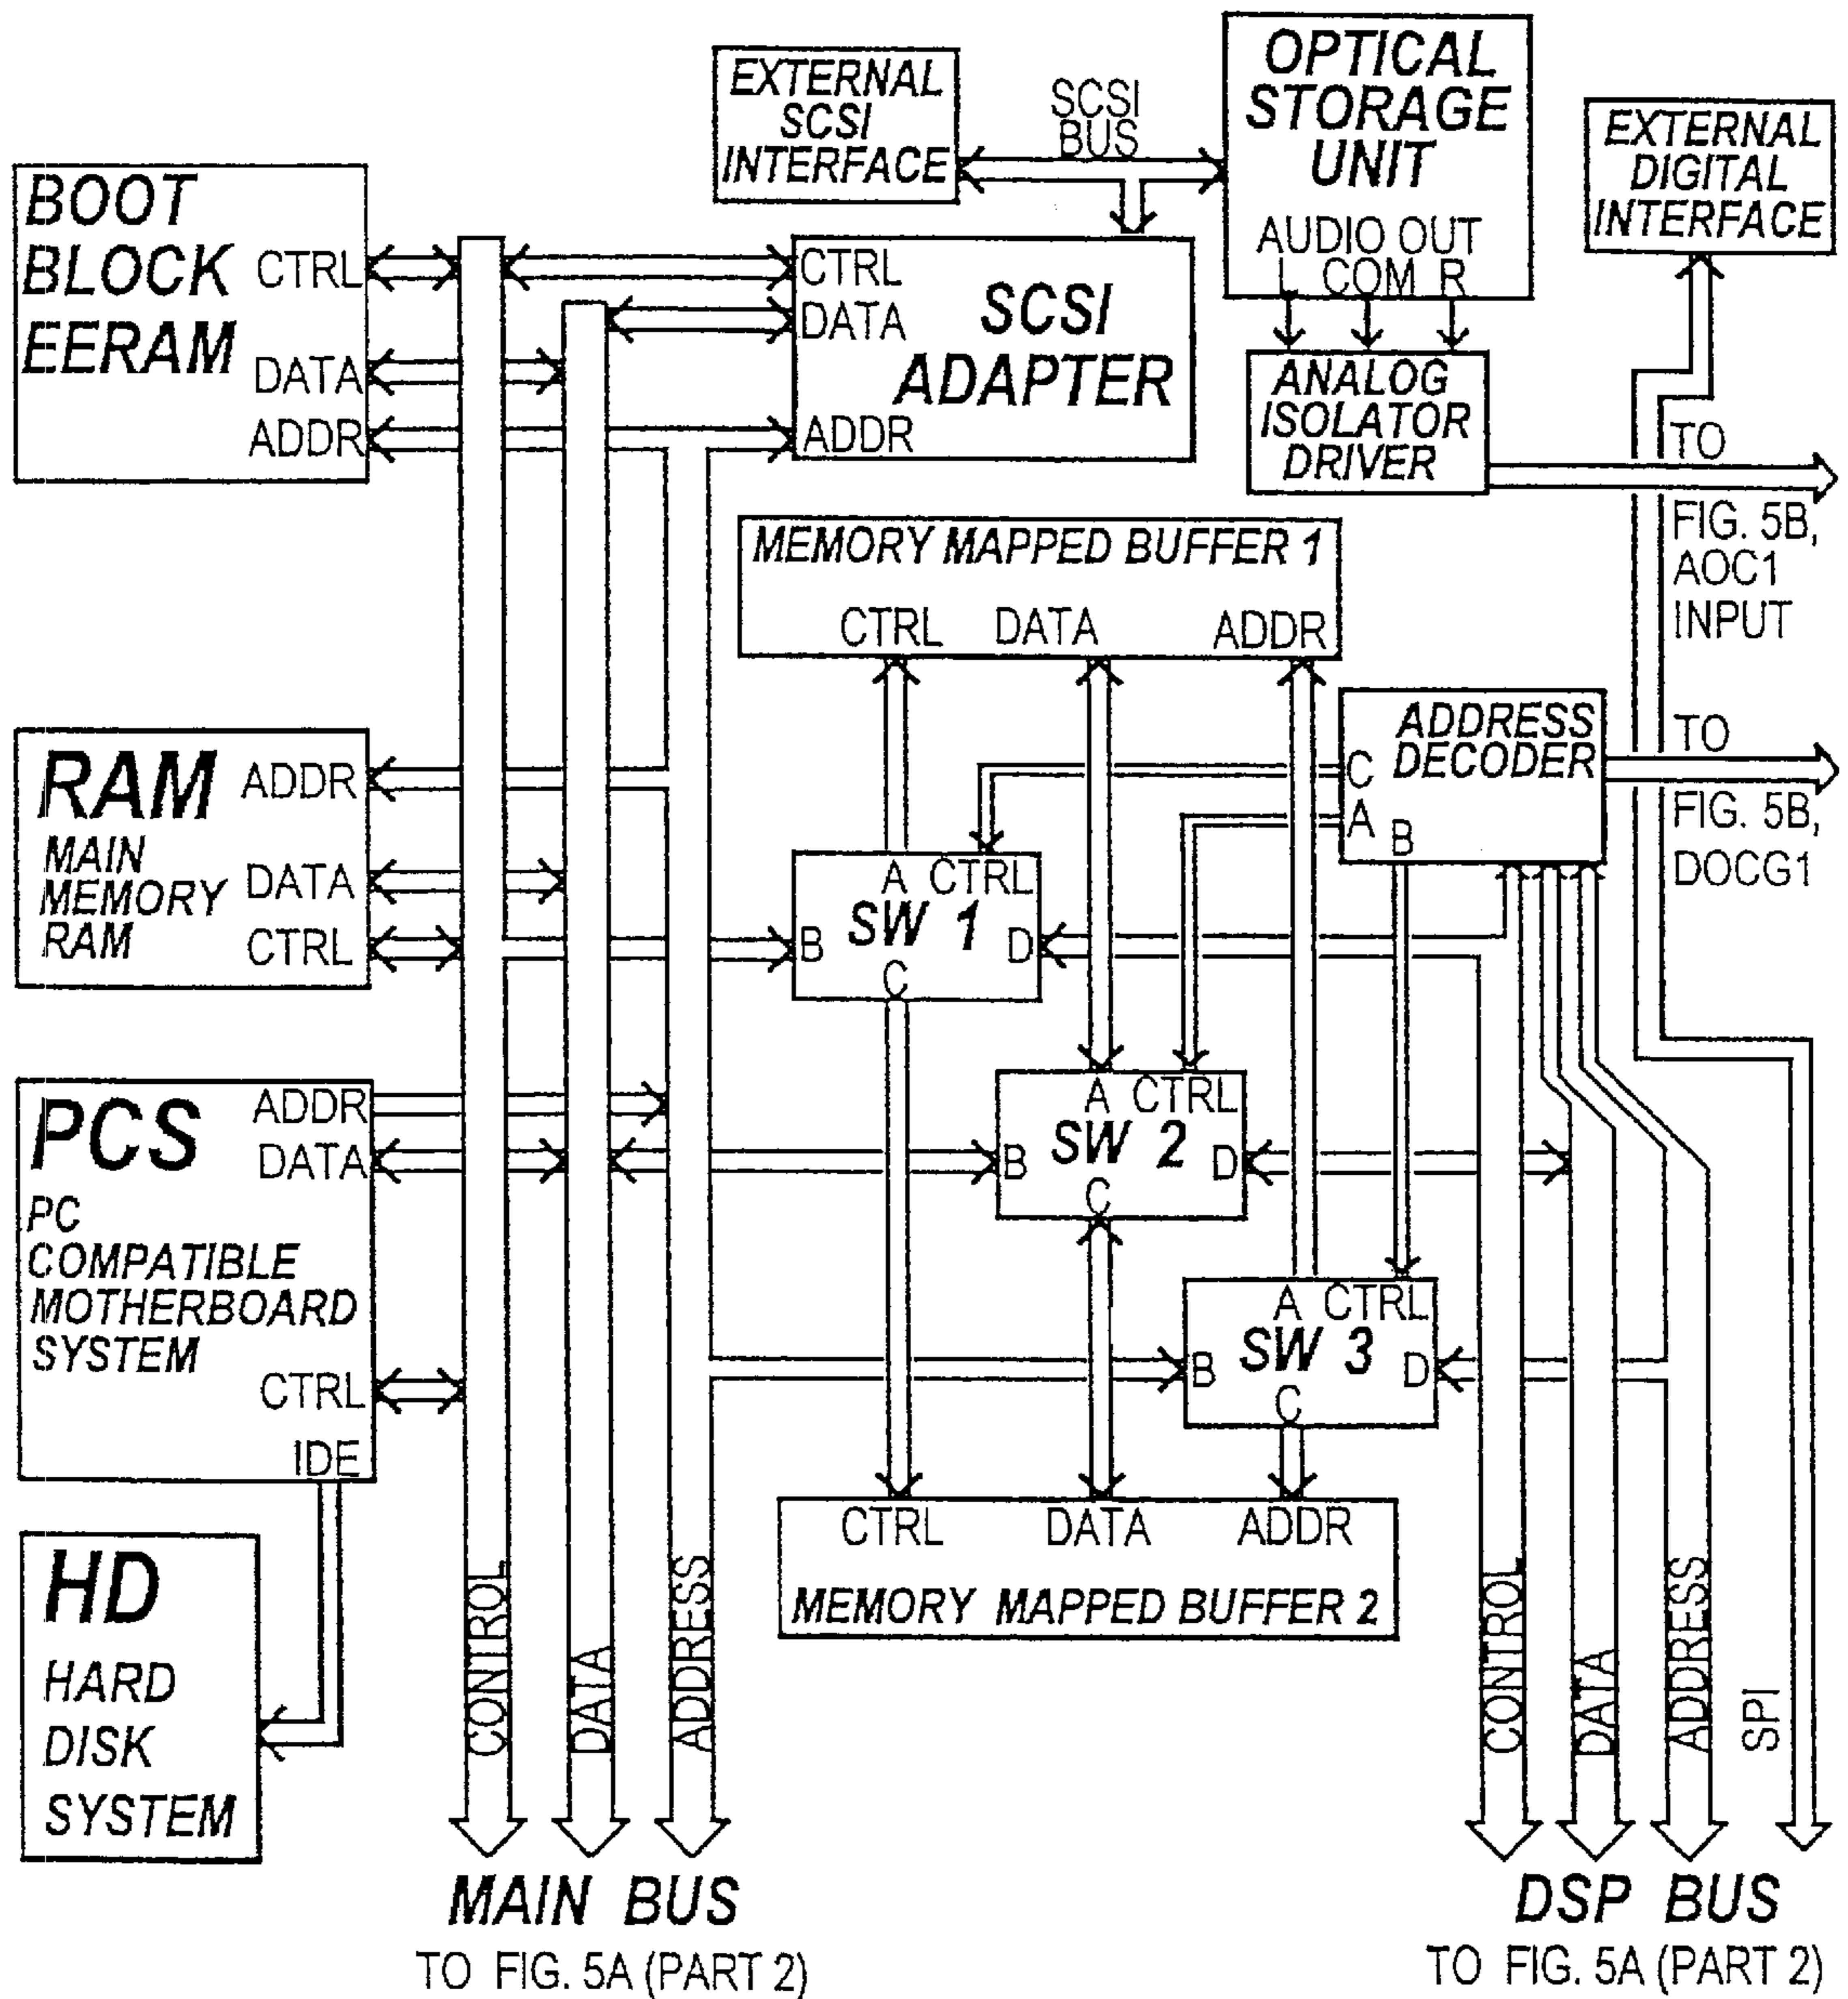 EXTERNAL
SCSI
INTERFACE
SCSI
BUS
OPTICAL
STORAGE
UNIT
AUDIO OUT
L COM R
EXTERNAL
DIGITAL
INTERFACE
BOOT
BLOCK
EERAM
CTRL
DATA
ADDR
CTRL
DATA
ADDR
SCSI
ADAPTER
ANALOG
ISOLATOR
DRIVER
TO
FIG. 5B,
AOC1
INPUT
MEMORY MAPPED BUFFER 1
CTRL DATA ADDR
RAM
MAIN
MEMORY
RAM
ADDR
DATA
CTRL
ADDRESS
DECODER
C
A
B
TO
FIG. 5B,
DOCG1
A CTRL
SW 1
B D
C
PCS
PC
COMPATIBLE
MOTHERBOARD
SYSTEM
ADDR
DATA
CTRL
IDE
A CTRL
SW 2
B D
C
A CTRL
SW 3
B D
C
HD
HARD
DISK
SYSTEM
CTRL DATA ADDR
MEMORY MAPPED BUFFER 2
CONTROL
DATA
ADDRESS
CONTROL
DATA
ADDRESS
SPI
MAIN BUS
TO FIG. 5A (PART 2)
DSP BUS
TO FIG. 5A (PART 2)